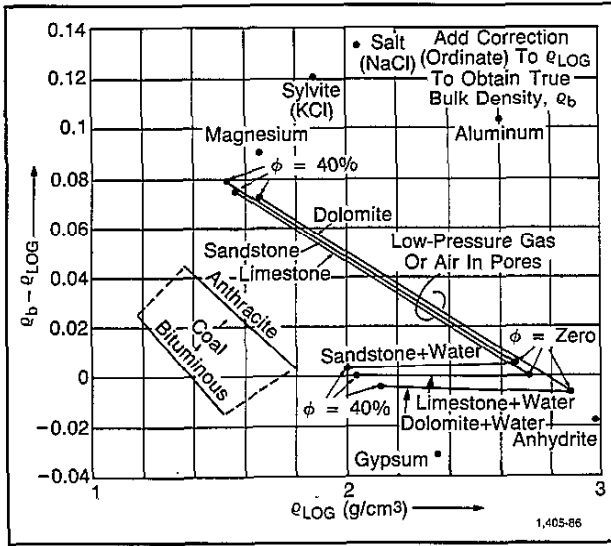 0.14
0.12
0.1
0.08
0.06
0.04
0.02
0
−0.02
−0.04
ϱb − ϱLOG
Salt
(NaCl)
Add Correction
(Ordinate) To ϱLOG
To Obtain True
Bulk Density, ϱb
Sylvite
(KCl)
Magnesium
Aluminum
ϕ = 40%
Dolomite
Sandstone
Limestone
Low-Pressure Gas
Or Air In Pores
Anthracite
Coal
Bituminous
ϕ = Zero
Sandstone+Water
ϕ = 40%
Limestone+Water
Dolomite+Water
Anhydrite
Gypsum
1
2
3
ϱLOG (g/cm³)
1,405-86